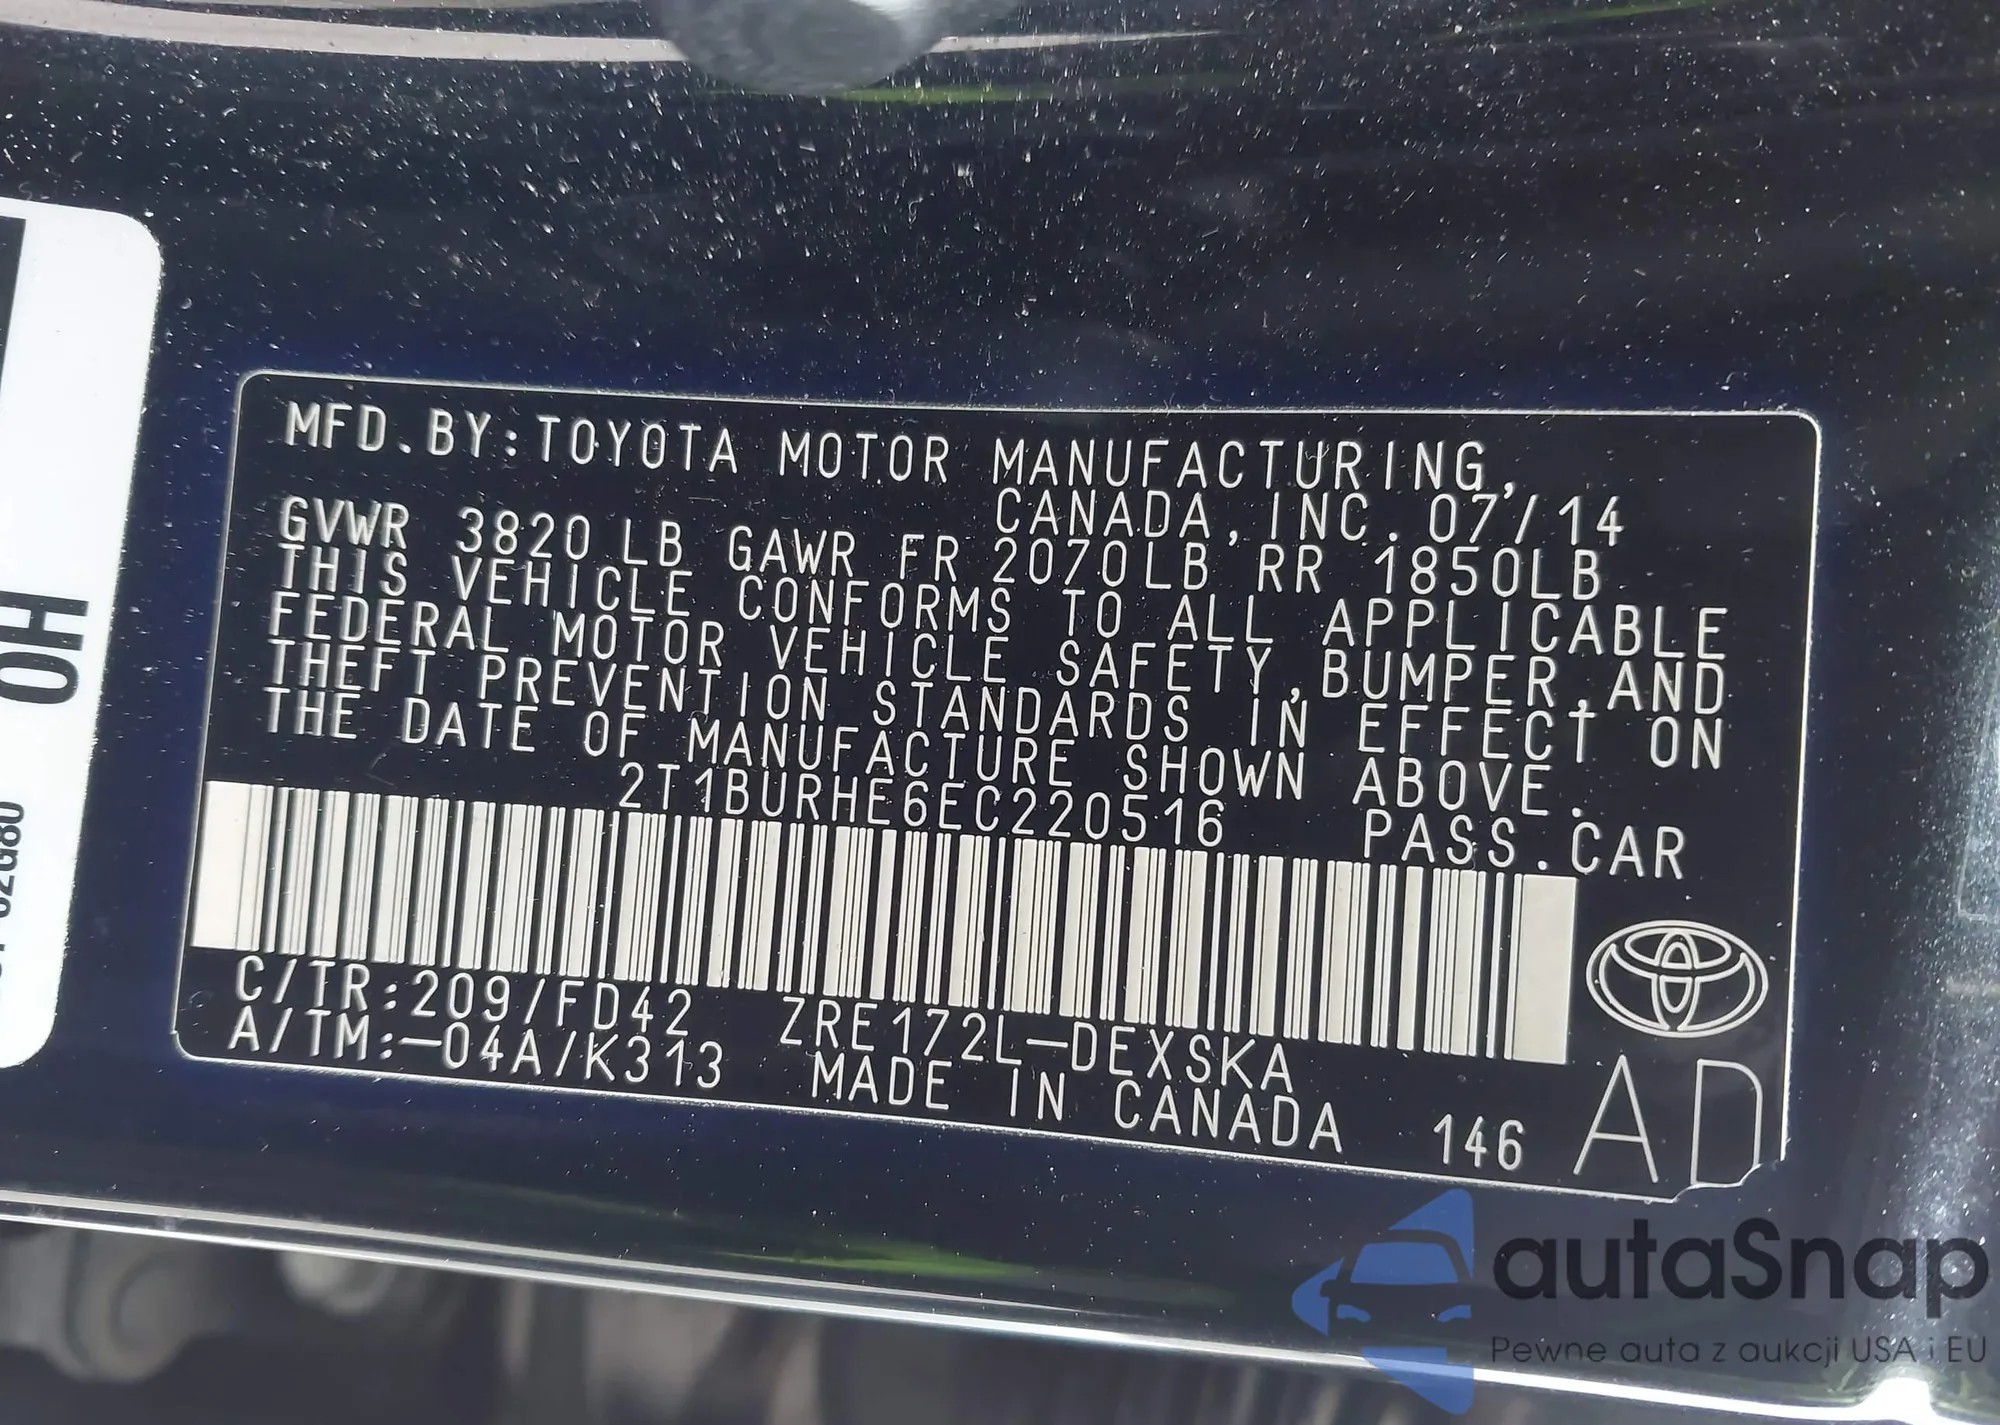 MFD.BY:TOYOTA MOTOR MANUFACTURING,
CANADA, INC. 07/14
GVWR 3820 LB GAWR FR 2070LB RR 1850LB
THIS VEHICLE CONFORMS TO ALL APPLICABLE
FEDERAL MOTOR VEHICLE SAFETY, BUMPER, AND
THEFT PREVENTION STANDARDS IN EFFECT ON
THE DATE OF MANUFACTURE SHOWN ABOVE.
2T1BURHE6EC220516 PASS.CAR
C/TR:209/FD42 ZRE172L-DEXSKA
A/TM:-04A/K313 MADE IN CANADA 146
AD
OH
02G80
autaSnap
Pewne auta z aukcji USA i EU